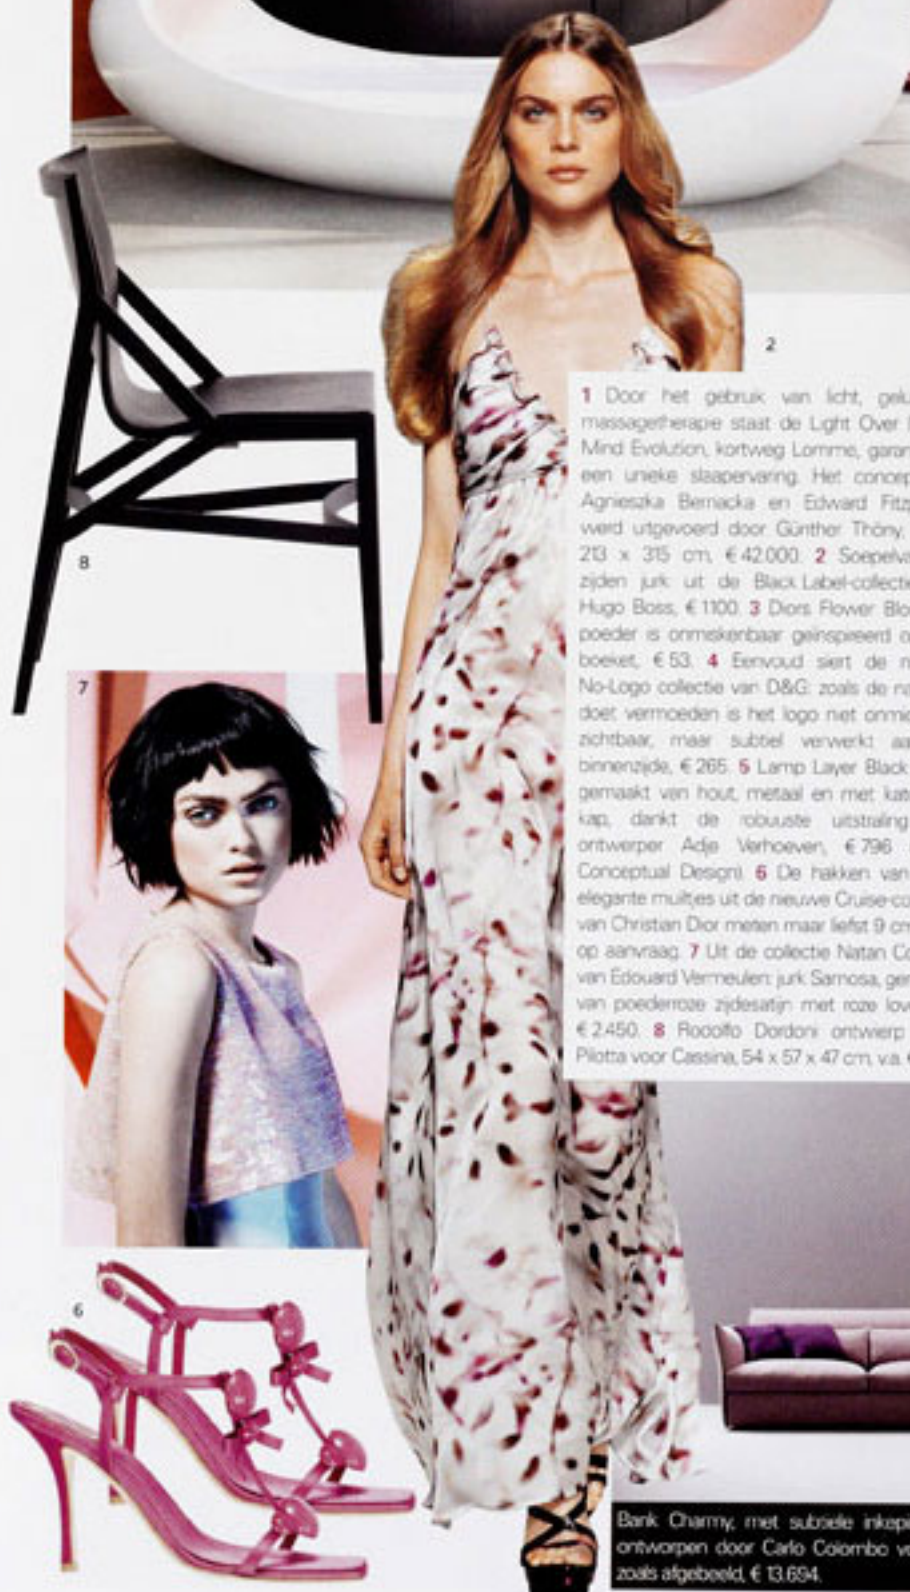 2
1 Door het gebruik van licht, gelu
massagetherapie staat de Light Over
Mind Evolution, kortweg Lomme, garan
een unieke slaapervaring. Het concep
Agnieszka Bernacka en Edward Fitz
werd uitgevoerd door Günther Thöny,
213 x 315 cm, € 42.000. 2 Soepelva
zijden jurk uit de Black Label-collectie
Hugo Boss, € 1100. 3 Diors Flower Blo
poeder is onmiskenbaar geïnspireerd o
boeket, € 53. 4 Eenvoud siert de n
No-Logo collectie van D&G: zoals de na
doet vermoeden is het logo niet onmid
zichtbaar, maar subtiel verwerkt aa
binnenzijde, € 265. 5 Lamp Layer Black
gemaakt van hout, metaal en met kat
kap, dankt de robuuste uitstraling
ontwerper Adje Verhoeven, € 796
Conceptual Design). 6 De hakken van
elegante muiltjes uit de nieuwe Cruise-co
van Christian Dior meten maar liefst 9 cm
op aanvraag. 7 Uit de collectie Natan Co
van Edouard Vermeulen: jurk Samosa, ge
van poederroze zijdesatijn met roze lov
€ 2.450. 8 Rodolfo Dordoni ontwierp
Pilotta voor Cassina, 54 x 57 x 47 cm, v.a. €
8
7
6
Bank Charmy, met subtiele inkepi
ontworpen door Carlo Colombo v
zoals afgebeeld, € 13.694.